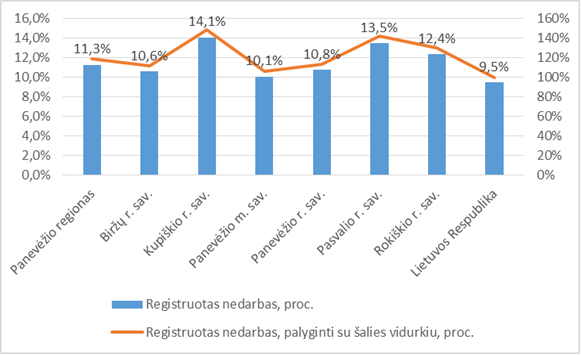 16,0%
14,0%
12,0%
10,0%
8,0%
6,0%
4,0%
2,0%
0,0%
11,3%
10,6%
14,1%
10,1%
10,8%
13,5%
12,4%
9,5%
160%
140%
120%
100%
80%
60%
40%
20%
0%
Panevėžio regionas
Biržų r. sav.
Kupiškio r. sav.
Panevėžio m. sav.
Panevėžio r. sav.
Pasvalio r. sav.
Rokiškio r. sav.
Lietuvos Respublika
Registruotas nedarbas, proc.
Registruotas nedarbas, palyginti su šalies vidurkiu, proc.